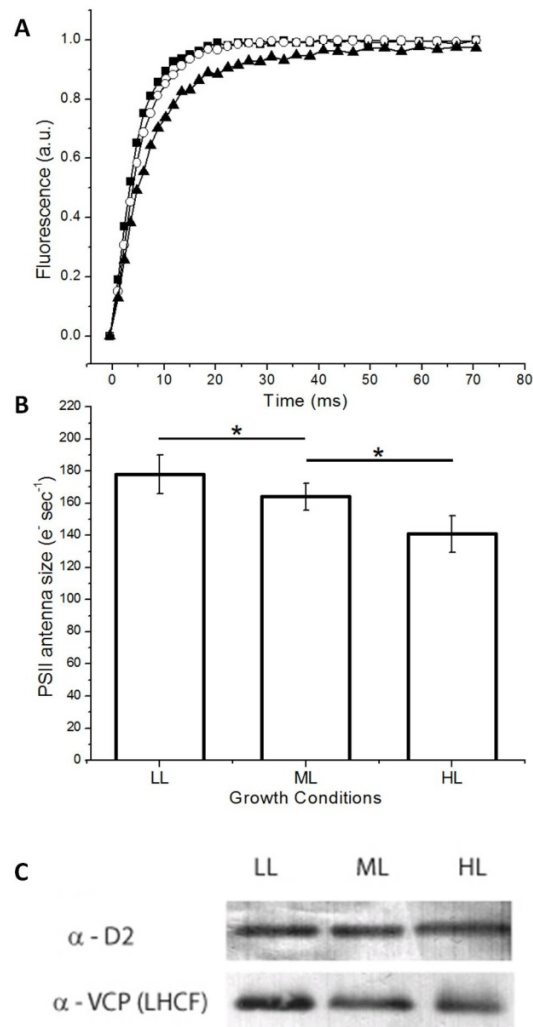 A
Fluorescence (a.u.)
1.0
0.8
0.6
0.4
0.2
0.0
0 10 20 30 40 50 60 70 80
Time (ms)
B
PSII antenna size (e⁻ sec⁻¹)
220
200
180
160
140
120
100
80
60
40
20
0
* *
LL ML HL
Growth Conditions
C
LL ML HL
α - D2
α - VCP (LHCF)